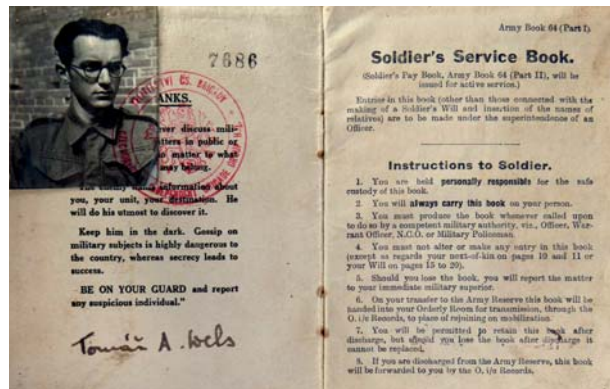 7686
VELITELSTVÍ ČS. BRIGÁDY
ANKS.
ever discuss mili-
tters in public or
no matter to what
may belong.
The enemy wants information about
you, your unit, your destination. He
will do his utmost to discover it.
Keep him in the dark. Gossip on
military subjects is highly dangerous to
the country, whereas secrecy leads to
success.
BE ON YOUR GUARD and report
any suspicious individual."
Tomáš A. Wels
Army Book 64 (Part I).
Soldier's Service Book.
(Soldier's Pay Book, Army Book 64 (Part II), will be
issued for active service.)
Entries in this book (other than those connected with the
making of a Soldier's Will and insertion of the names of
relatives) are to be made under the superintendence of an
Officer.
Instructions to Soldier.
1. You are held personally responsible for the safe
custody of this book.
2. You will always carry this book on your person.
3. You must produce the book whenever called upon
to do so by a competent military authority, viz., Officer, War-
rant Officer, N.C.O. or Military Policeman.
4. You must not alter or make any entry in this book
(except as regards your next-of-kin on pages 10 and 11 or
your Will on pages 15 to 20).
5. Should you lose the book, you will report the matter
to your immediate military superior.
6. On your transfer to the Army Reserve this book will be
handed into your Orderly Room for transmission, through the
O. i/c Records, to place of rejoining on mobilization.
7. You will be permitted to retain this book after
discharge, but should you lose the book after discharge it
cannot be replaced.
8. If you are discharged from the Army Reserve, this book
will be forwarded to you by the O. i/c Records.